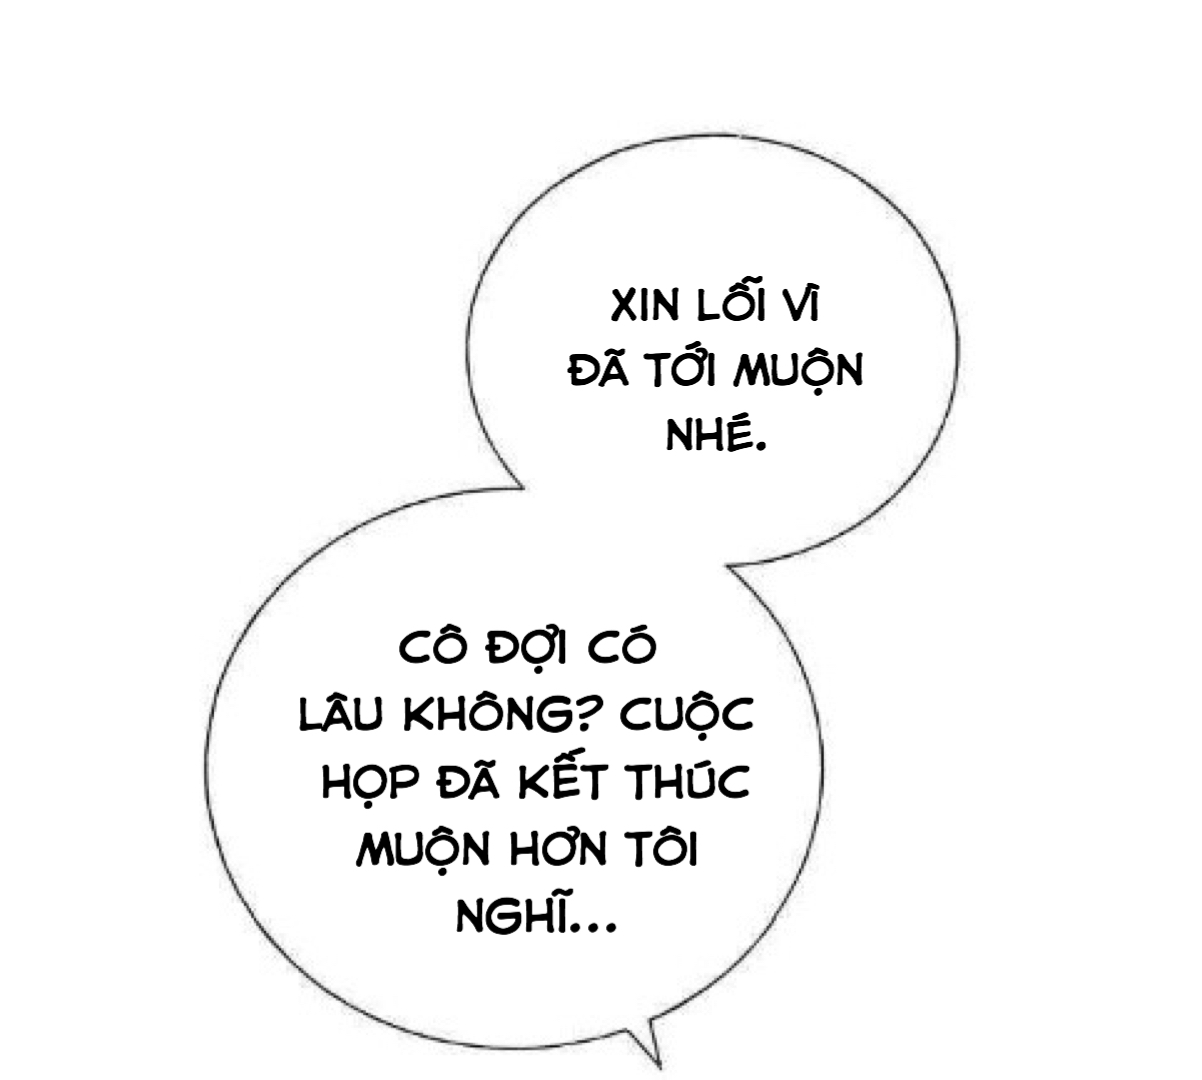 XIN LỖI VÌ
ĐÃ TỚI MUỘN
NHÉ.
CÔ ĐỢI CÓ
LÂU KHÔNG? CUỘC
HỌP ĐÃ KẾT THÚC
MUỘN HƠN TÔI
NGHĨ...